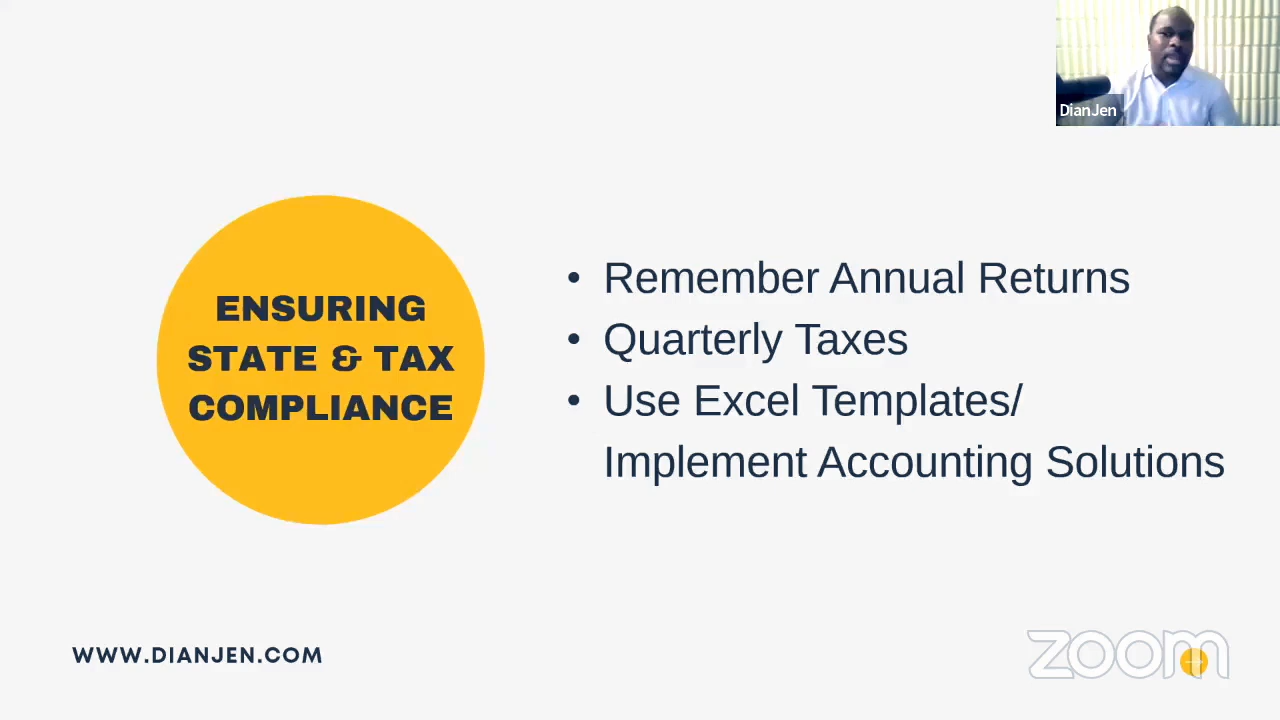 DianJen
ENSURING
STATE & TAX
COMPLIANCE
• Remember Annual Returns
• Quarterly Taxes
• Use Excel Templates/
Implement Accounting Solutions
WWW.DIANJEN.COM
zoom